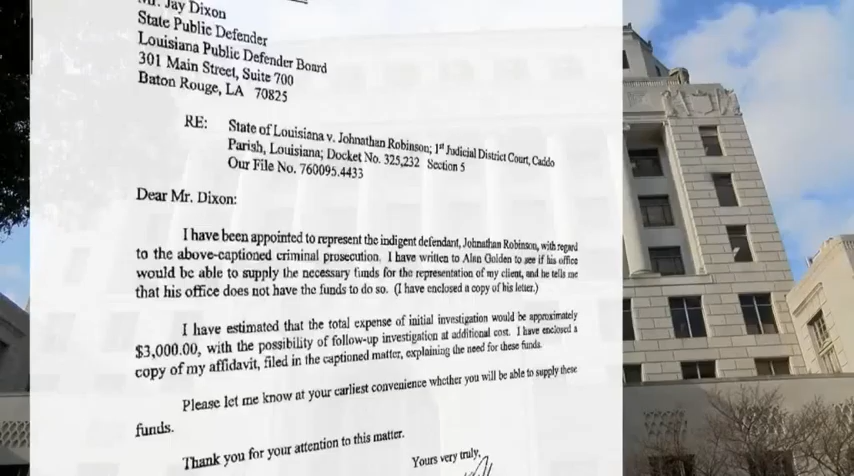 Mr. Jay Dixon
State Public Defender
Louisiana Public Defender Board
301 Main Street, Suite 700
Baton Rouge, LA 70825
RE: State of Louisiana v. Johnathan Robinson; 1st Judicial District Court, Caddo
Parish, Louisiana; Docket No. 325,232 Section 5
Our File No. 760095.4433
Dear Mr. Dixon:
I have been appointed to represent the indigent defendant, Johnathan Robinson, with regard
to the above-captioned criminal prosecution. I have written to Alan Golden to see if his office
would be able to supply the necessary funds for the representation of my client, and he tells me
that his office does not have the funds to do so. (I have enclosed a copy of his letter.)
I have estimated that the total expense of initial investigation would be approximately
$3,000.00, with the possibility of follow-up investigation at additional cost. I have enclosed a
copy of my affidavit, filed in the captioned matter, explaining the need for these funds.
Please let me know at your earliest convenience whether you will be able to supply these
funds.
Thank you for your attention to this matter.
Yours very truly,